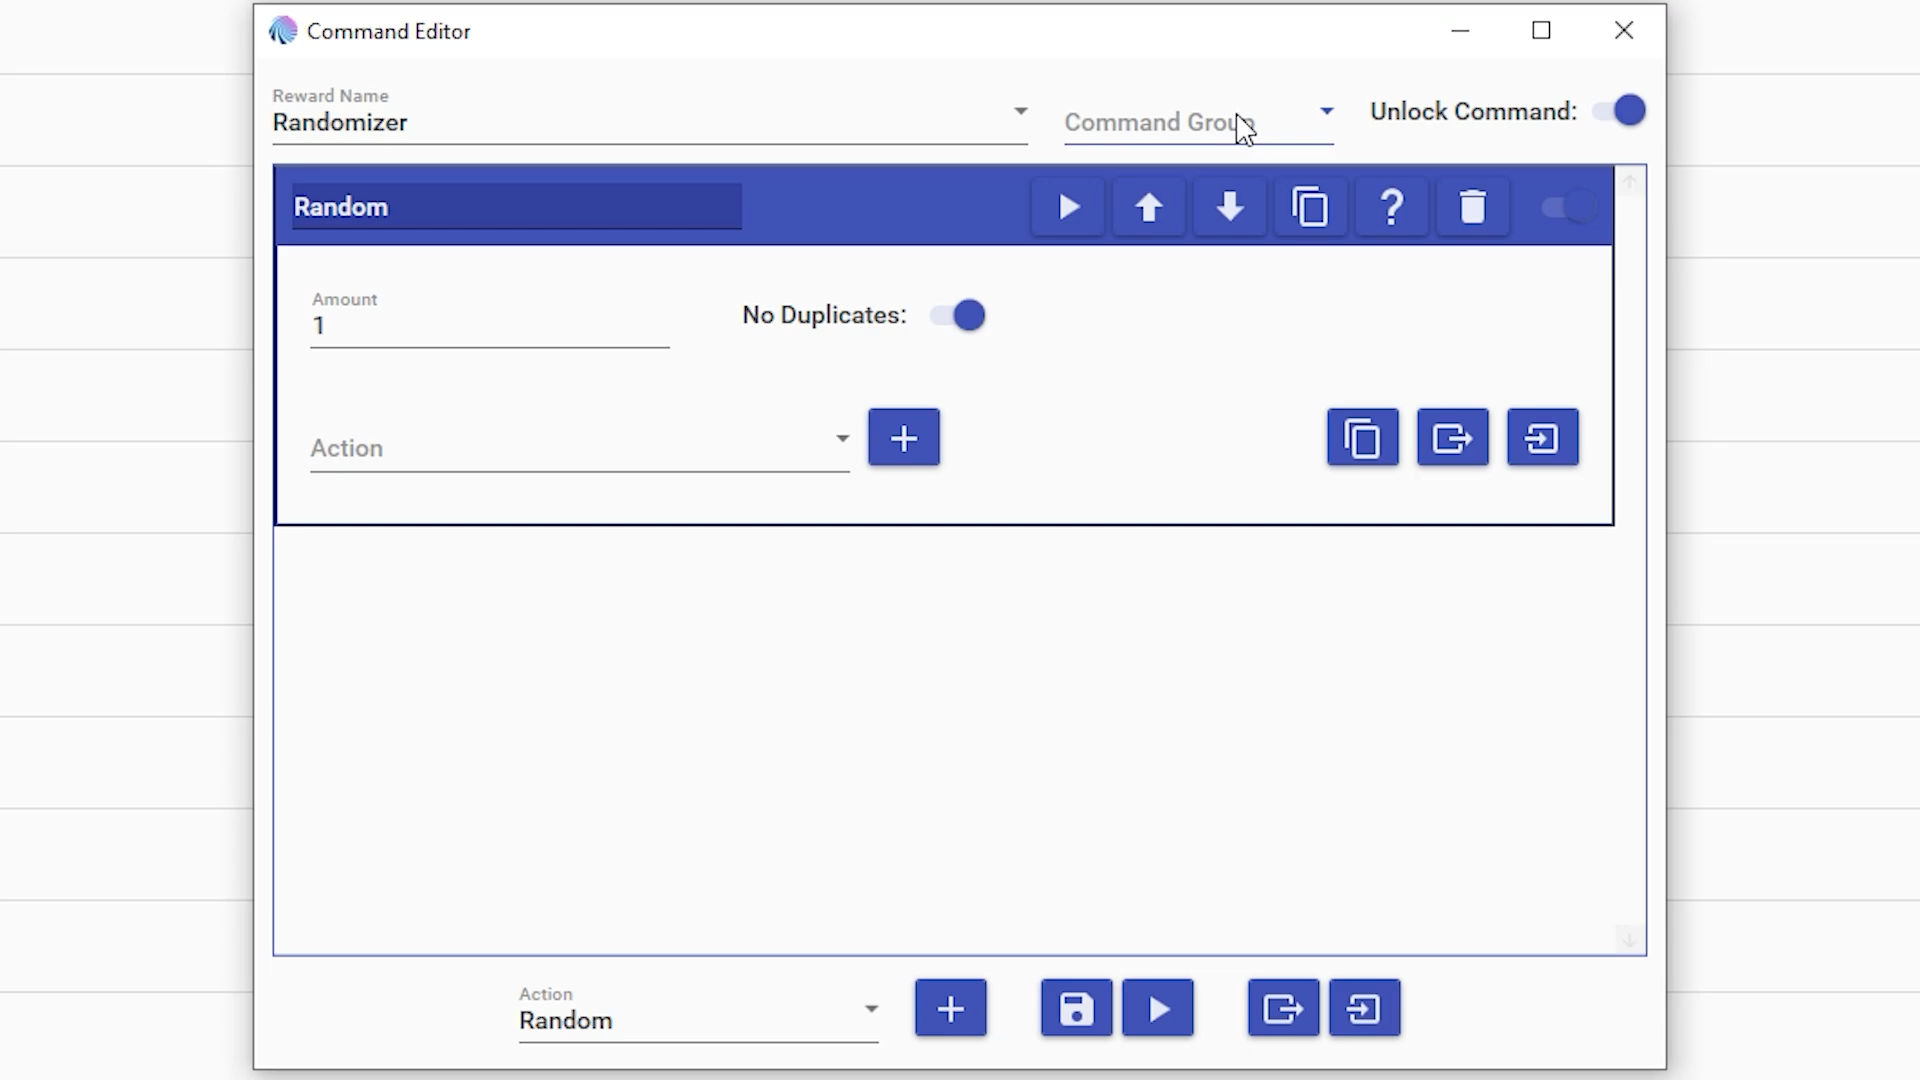 Command Editor
Reward Name
Randomizer
Command Group
Unlock Command:
Random
Amount
1
No Duplicates:
Action
Action
Random